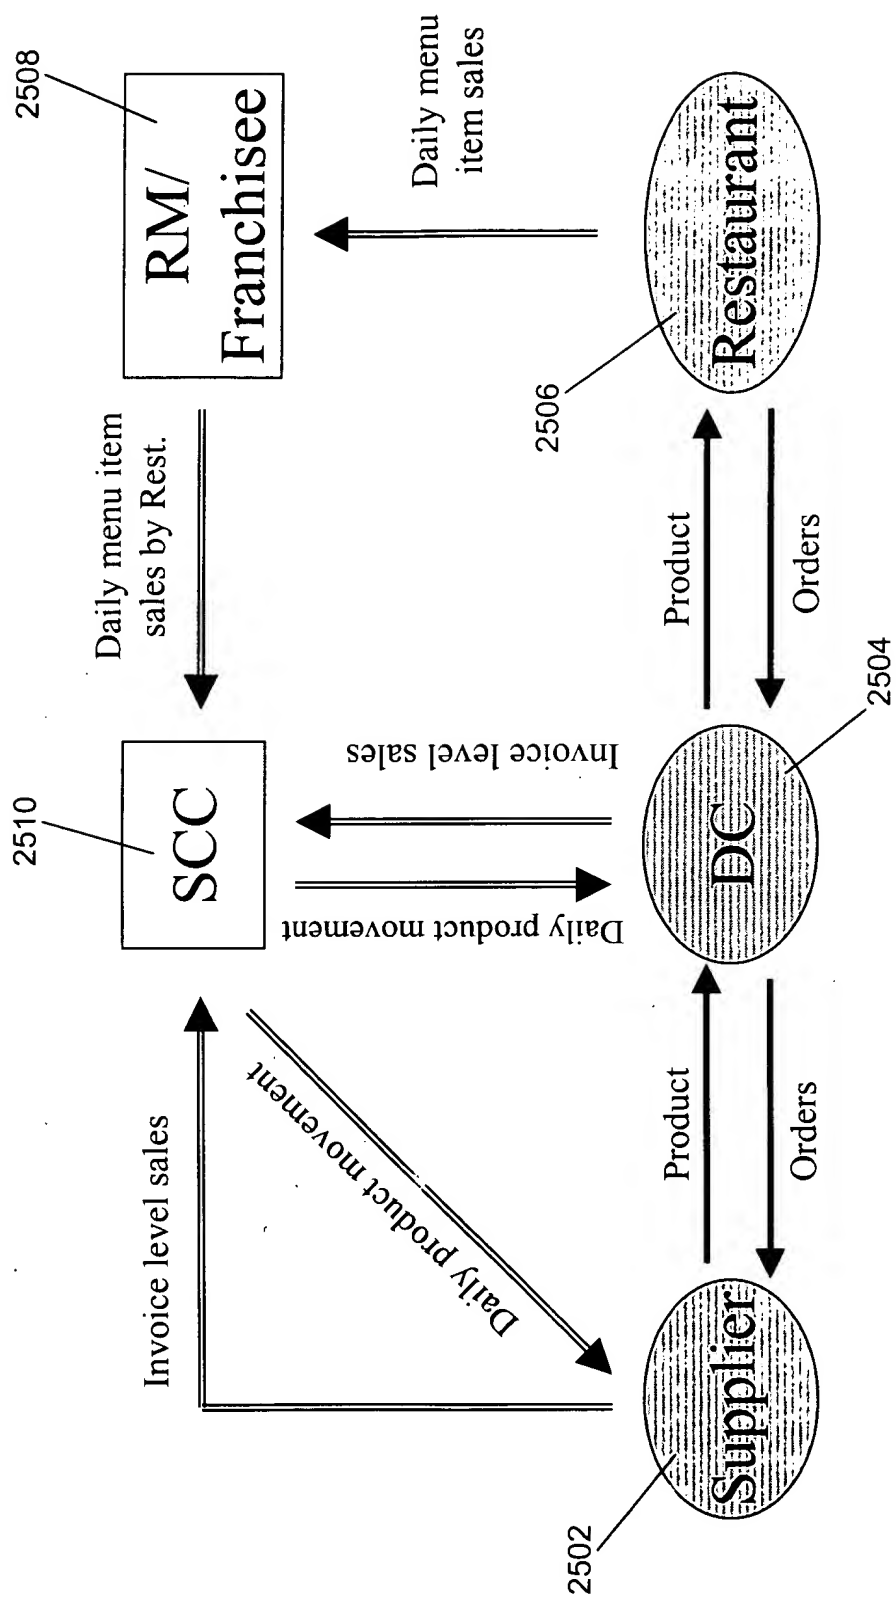 2510
2508
SCC
RM/
Franchisee
Daily menu item
sales by Rest.
Invoice level sales
Daily product movement
Daily product movement
Invoice level sales
Daily menu
item sales
2502
Supplier
Product
Orders
DC
2504
Product
Orders
2506
Restaurant